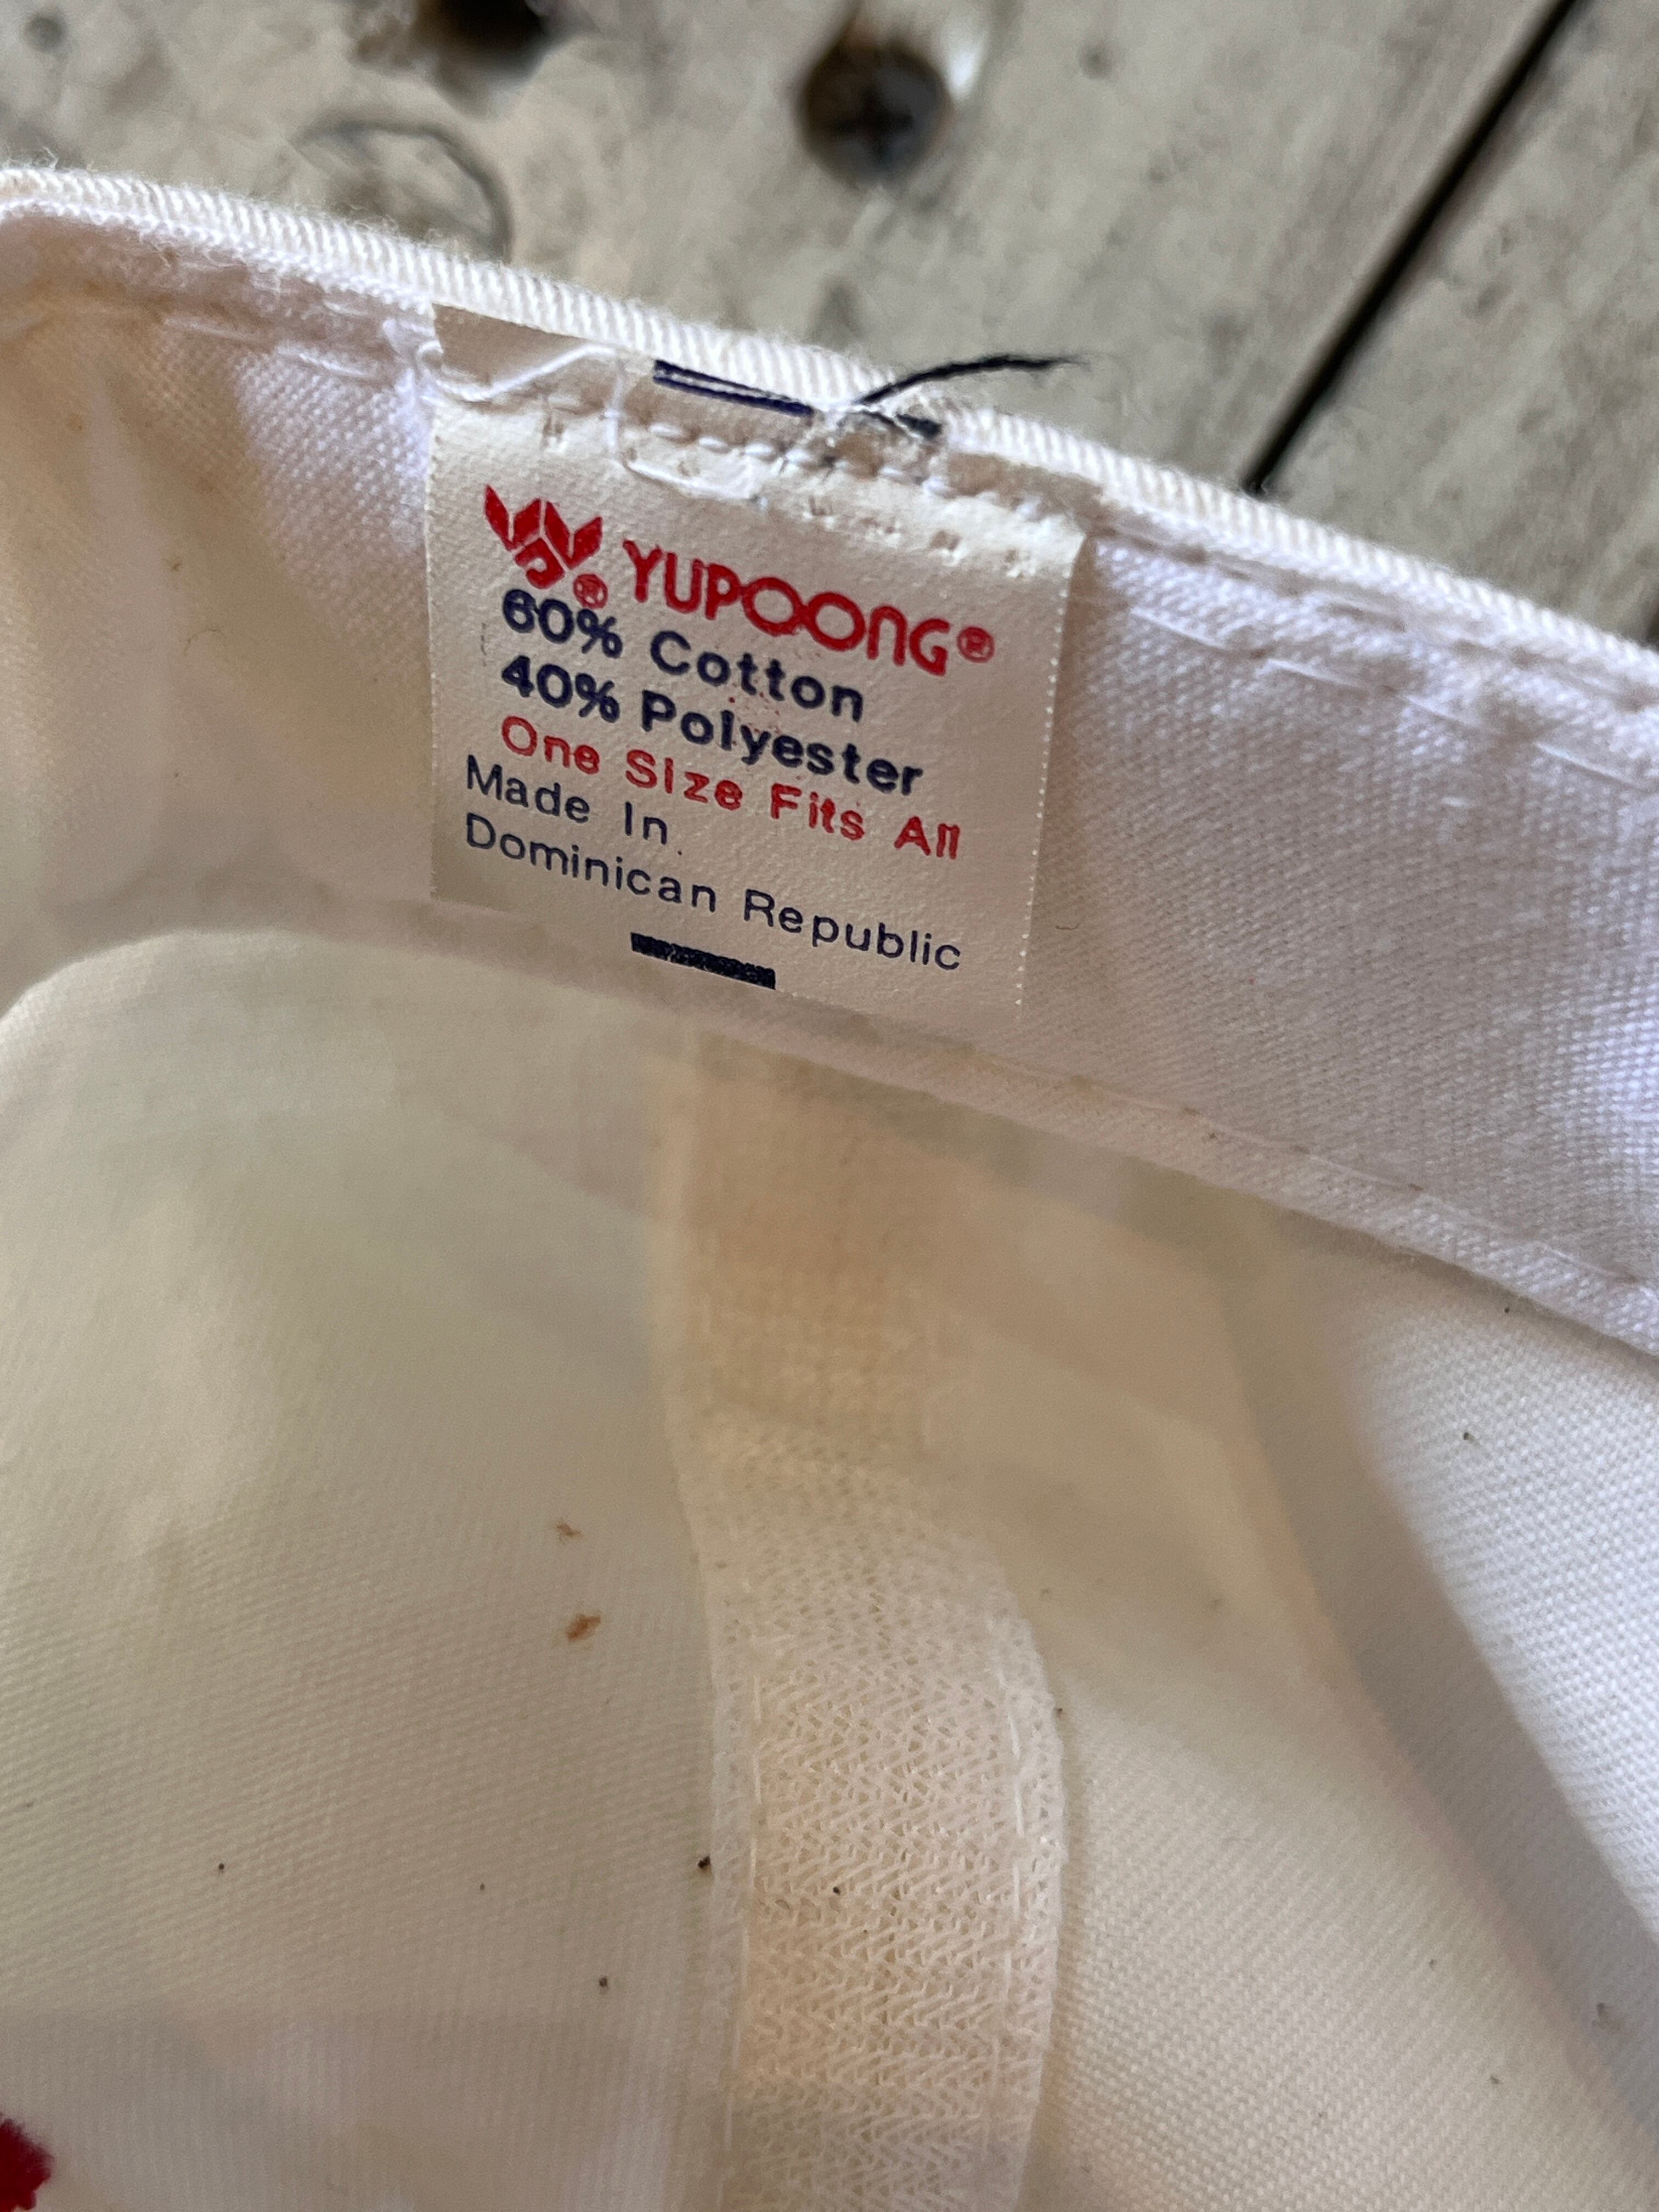 ® YUPOONG®
60% Cotton
40% Polyester
One Size Fits All
Made In
Dominican Republic